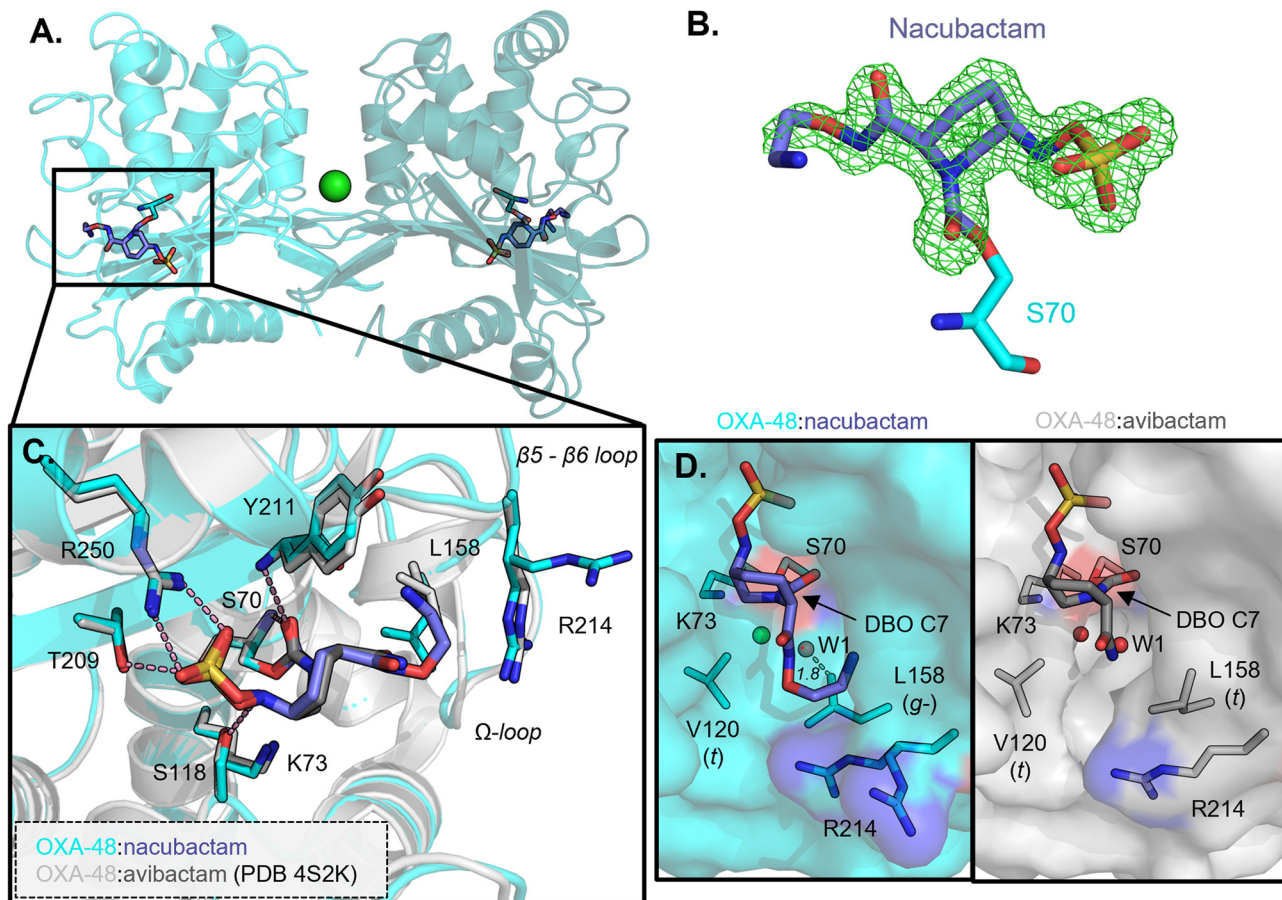 A.
B.
Nacubactam
S70
C.
β5 - β6 loop
Y211
R250
L158
S70
R214
T209
Ω-loop
S118
K73
OXA-48:nacubactam
OXA-48:avibactam (PDB 4S2K)
OXA-48:nacubactam
OXA-48:avibactam
D.
S70
K73
DBO C7
W1
1.8
L158
(g-)
V120
(t)
R214
S70
K73
DBO C7
W1
L158
(t)
V120
(t)
R214